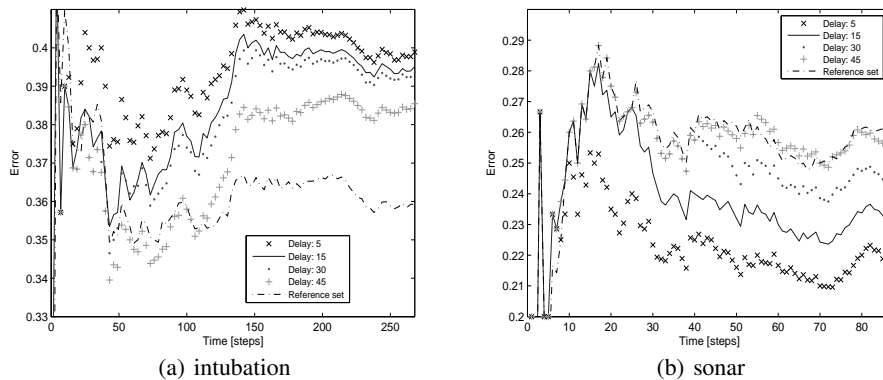 0.4
0.39
0.38
0.37
0.36
0.35
0.34
0.33
Error
0
50
100
150
200
250
Time [steps]
Delay: 5
Delay: 15
Delay: 30
Delay: 45
Reference set
(a) intubation
0.29
0.28
0.27
0.26
0.25
0.24
0.23
0.22
0.21
0.2
Error
0
10
20
30
40
50
60
70
80
Time [steps]
Delay: 5
Delay: 15
Delay: 30
Delay: 45
Reference set
(b) sonar